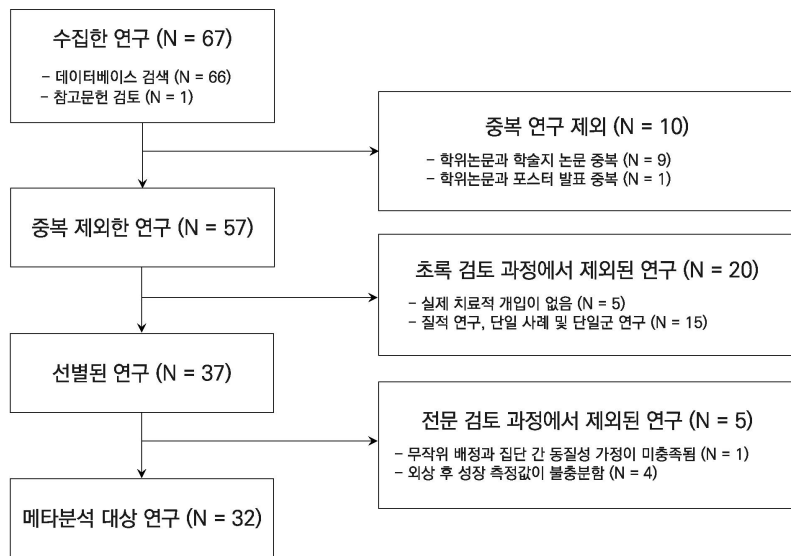 수집한 연구 (N = 67)
– 데이터베이스 검색 (N = 66)
– 참고문헌 검토 (N = 1)
중복 연구 제외 (N = 10)
– 학위논문과 학술지 논문 중복 (N = 9)
– 학위논문과 포스터 발표 중복 (N = 1)
중복 제외한 연구 (N = 57)
초록 검토 과정에서 제외된 연구 (N = 20)
– 실제 치료적 개입이 없음 (N = 5)
– 질적 연구, 단일 사례 및 단일군 연구 (N = 15)
선별된 연구 (N = 37)
전문 검토 과정에서 제외된 연구 (N = 5)
– 무작위 배정과 집단 간 동질성 가정이 미충족됨 (N = 1)
– 외상 후 성장 측정값이 불충분함 (N = 4)
메타분석 대상 연구 (N = 32)